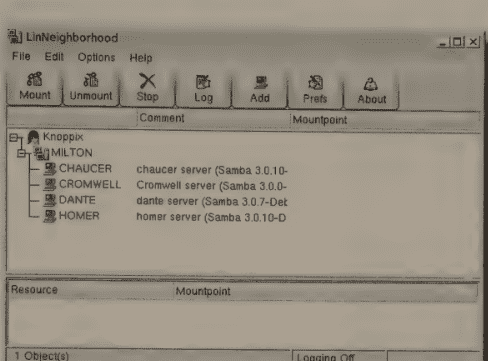 LinNeighborhood
File Edit Options Help
Mount Unmount Stop Log Add Prefs About
Comment Mountpoint
Knoppix
MILTON
CHAUCER chaucer server (Samba 3.0.10-
CROMWELL Cromwell server (Samba 3.0.0-
DANTE dante server (Samba 3.0.7-Deb
HOMER homer server (Samba 3.0.10-D
Resource Mountpoint
1 Object(s) Logging Off